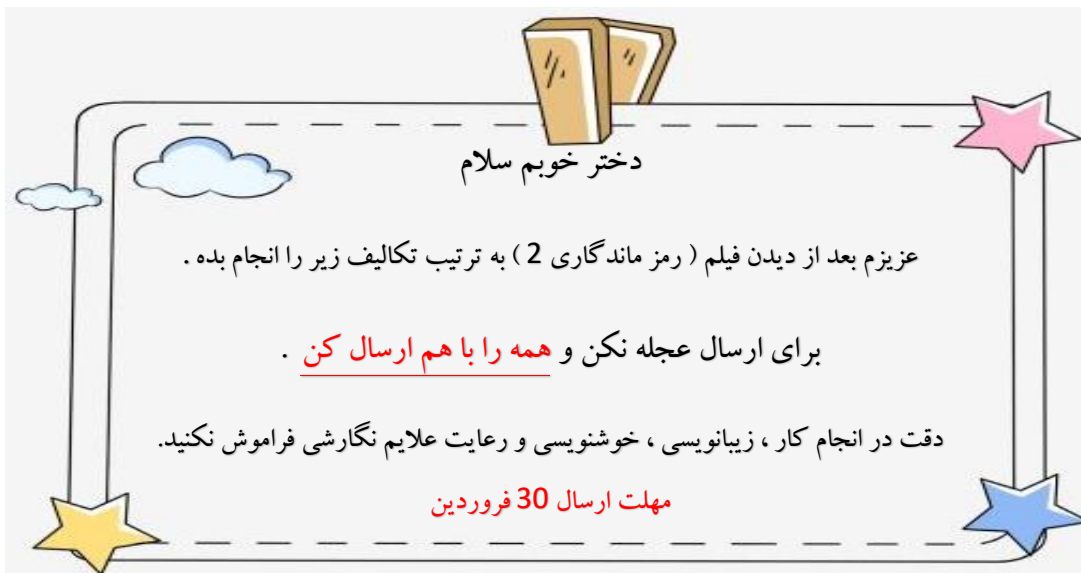 دختر خوبم سلام
عزیزم بعد از دیدن فیلم ( رمز ماندگاری 2 ) به ترتیب تکالیف زیر را انجام بده .
برای ارسال عجله نکن و همه را با هم ارسال کن .
دقت در انجام کار ، زیبانویسی ، خوشنویسی و رعایت علایم نگارشی فراموش نکنید.
مهلت ارسال 30 فروردین